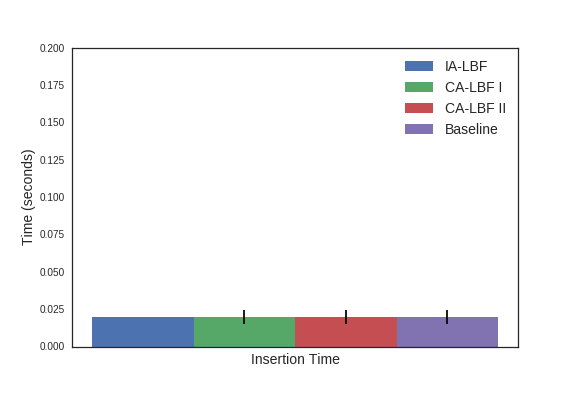 0.200
0.175
0.150
0.125
0.100
0.075
0.050
0.025
0.000
Time (seconds)
IA-LBF
CA-LBF I
CA-LBF II
Baseline
Insertion Time